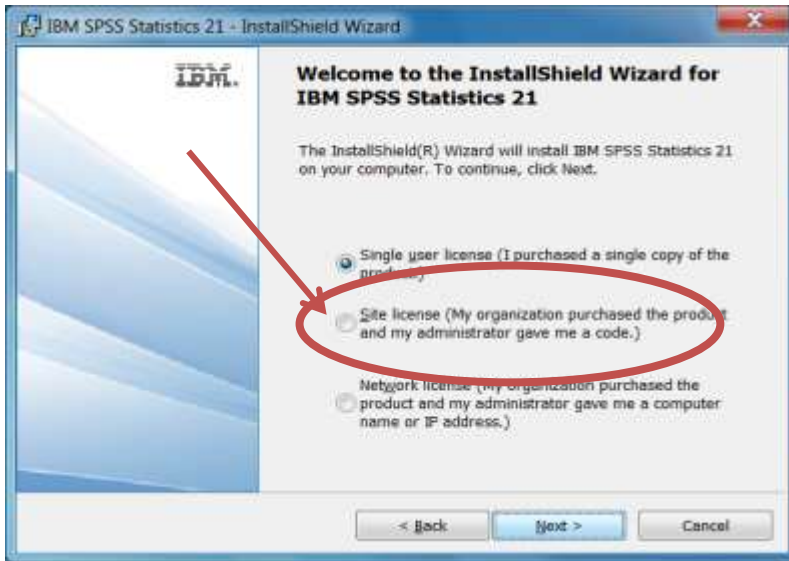 IBM SPSS Statistics 21 - InstallShield Wizard
IBM.
Welcome to the InstallShield Wizard for
IBM SPSS Statistics 21
The InstallShield(R) Wizard will install IBM SPSS Statistics 21
on your computer. To continue, click Next.
Single user license (I purchased a single copy of the
product.)
Site license (My organization purchased the product
and my administrator gave me a code.)
Network license (My organization purchased the
product and my administrator gave me a computer
name or IP address.)
< Back
Next >
Cancel